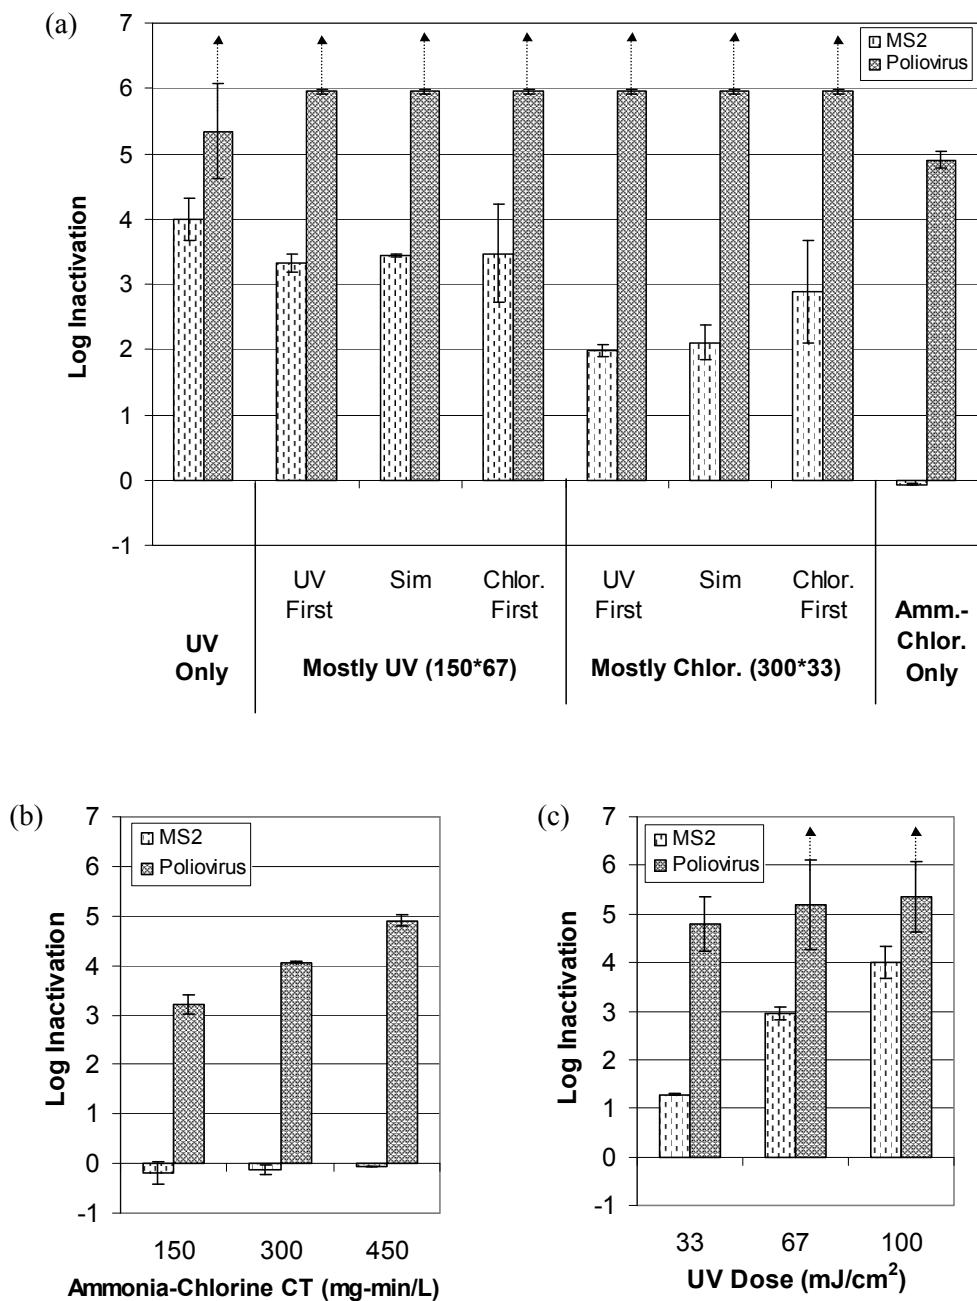 (a)
7
6
5
4
3
2
1
0
-1
Log Inactivation
MS2
Poliovirus
UV First
Sim
Chlor. First
UV First
Sim
Chlor. First
UV Only
Mostly UV (150*67)
Mostly Chlor. (300*33)
Amm.-Chlor. Only
(b)
7
6
5
4
3
2
1
0
-1
Log Inactivation
MS2
Poliovirus
150 300 450
Ammonia-Chlorine CT (mg-min/L)
(c)
7
6
5
4
3
2
1
0
-1
Log Inactivation
MS2
Poliovirus
33 67 100
UV Dose (mJ/cm²)